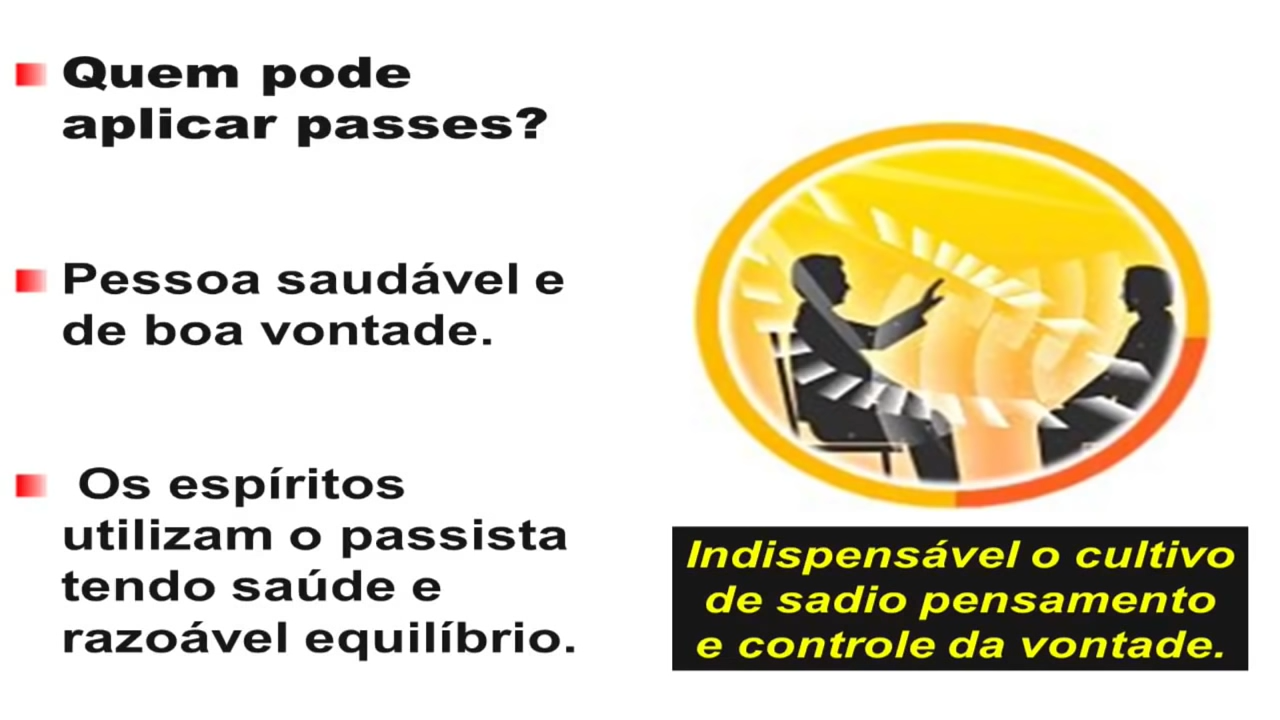 Quem pode
aplicar passes?
Pessoa saudável e
de boa vontade.
Os espíritos
utilizam o passista
tendo saúde e
razoável equilíbrio.
Indispensável o cultivo
de sadio pensamento
e controle da vontade.